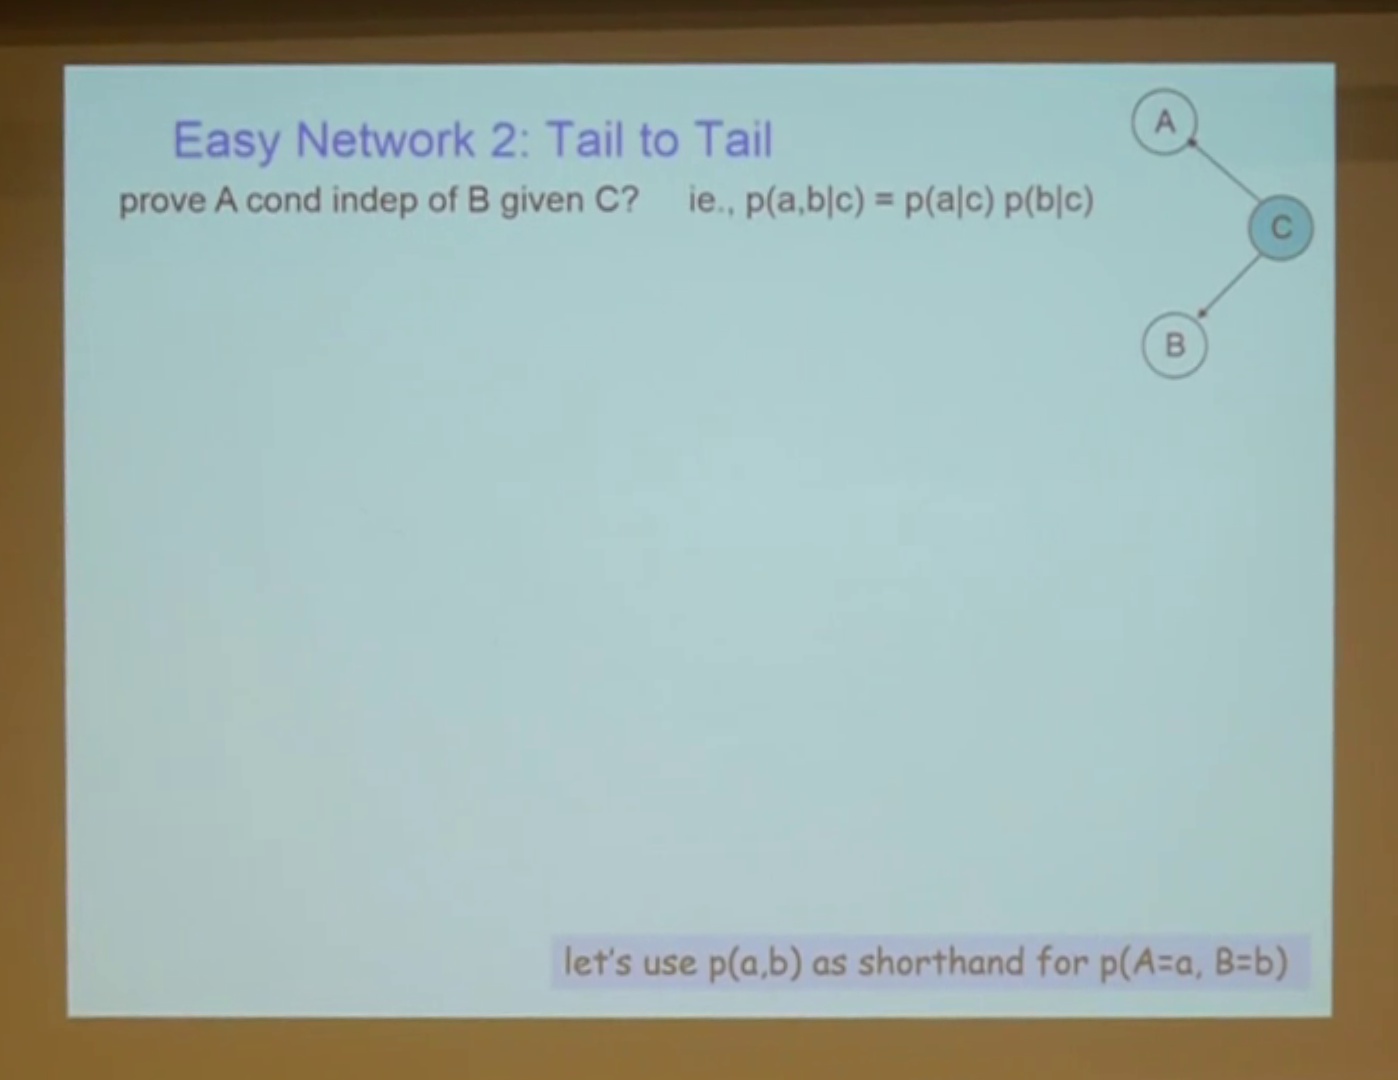 Easy Network 2: Tail to Tail
prove A cond indep of B given C? ie., p(a,b|c) = p(a|c) p(b|c)
A
C
B
let's use p(a,b) as shorthand for p(A=a, B=b)